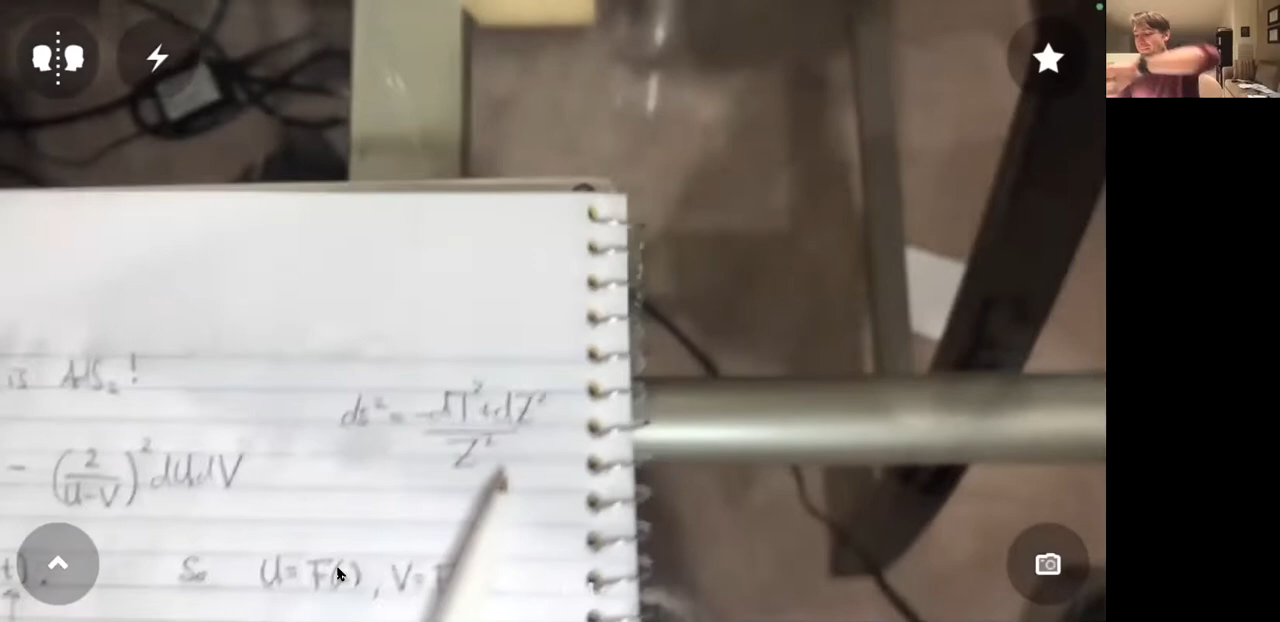 is AdS₂!
ds² = -dT²+dZ² / Z²
- (2/(U-V))² dUdV
t). So U= F( ), V=